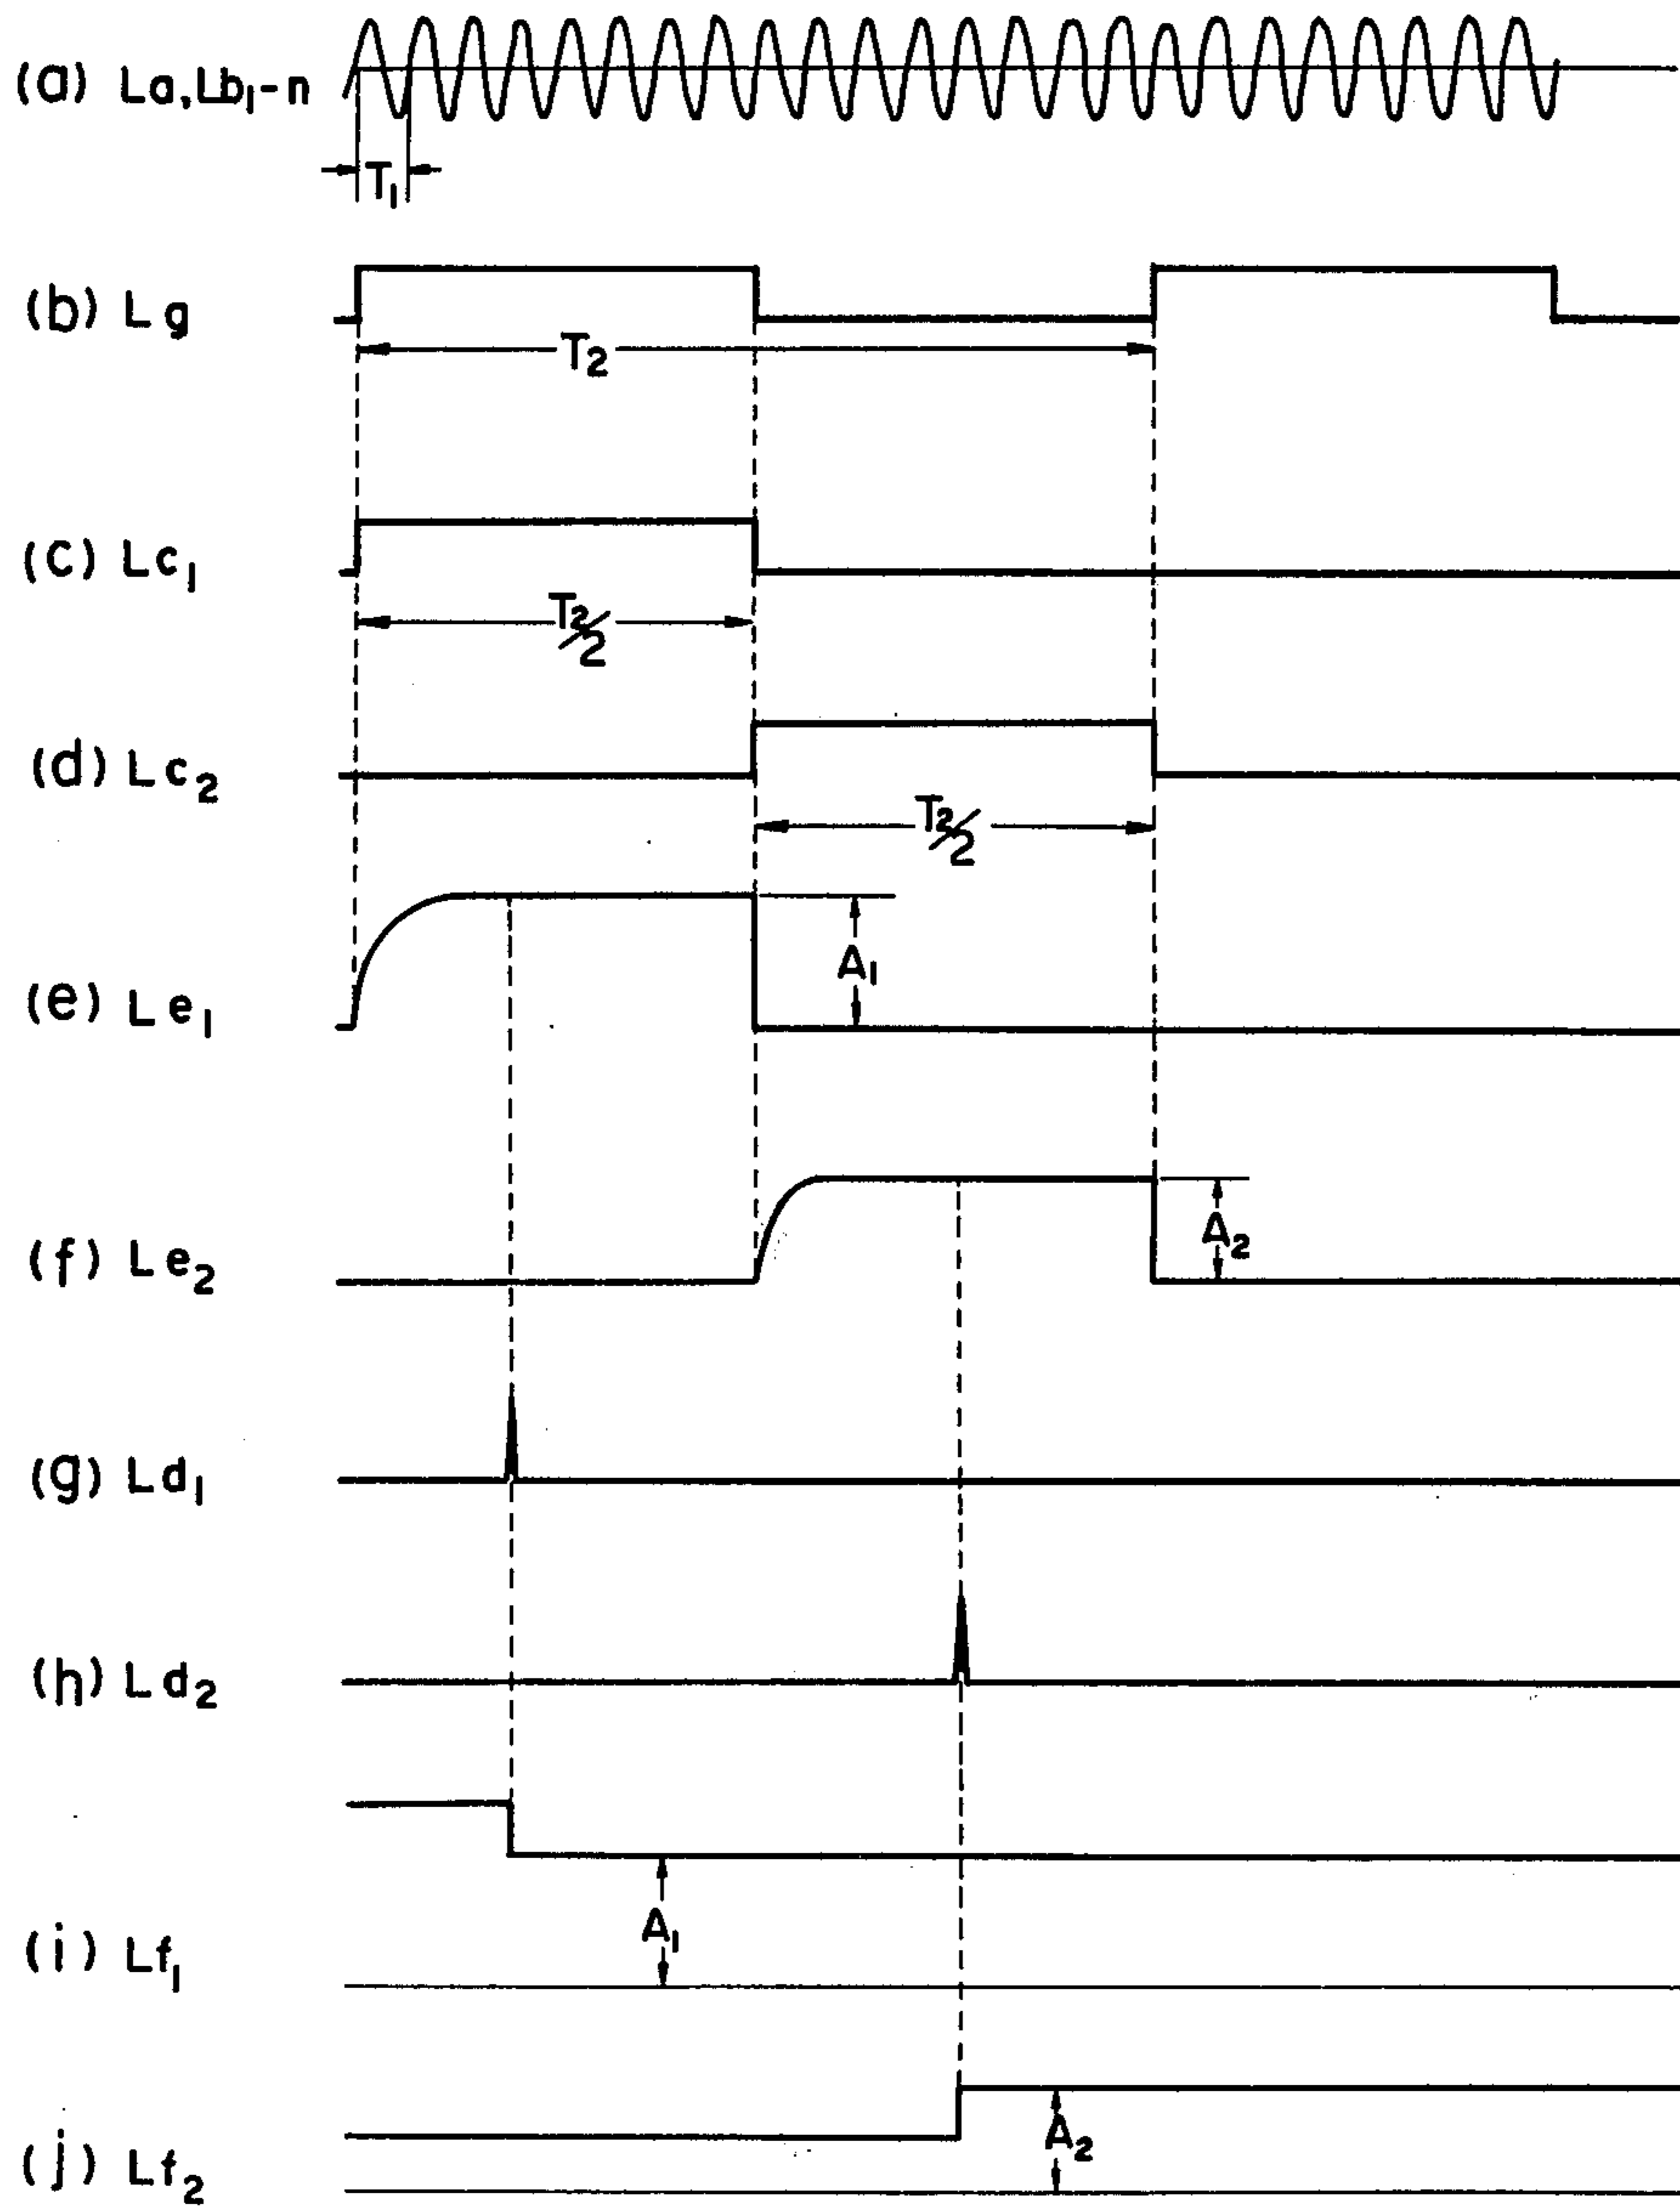 (a) La, Lb₁-n
T₁
(b) Lg
T₂
(c) Lc₁
T₂/2
(d) Lc₂
T₂/2
(e) Le₁
A₁
(f) Le₂
A₂
(g) Ld₁
(h) Ld₂
(i) Lf₁
A₁
(j) Lf₂
A₂